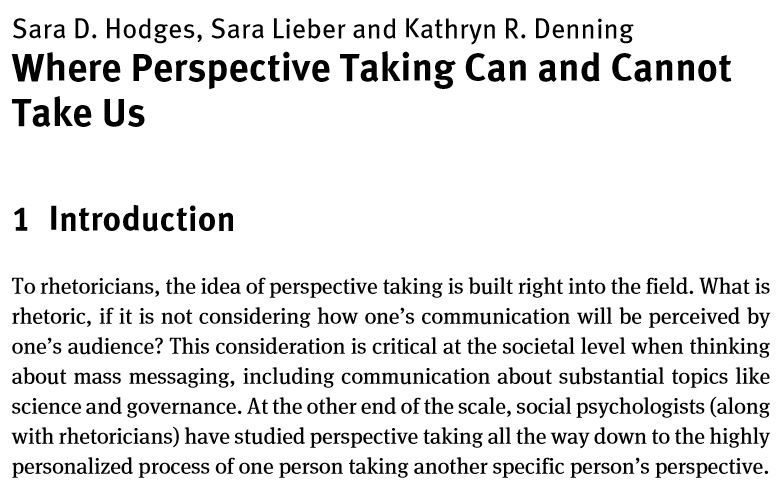 Sara D. Hodges, Sara Lieber and Kathryn R. Denning
Where Perspective Taking Can and Cannot
Take Us
1 Introduction
To rhetoricians, the idea of perspective taking is built right into the field. What is
rhetoric, if it is not considering how one’s communication will be perceived by
one’s audience? This consideration is critical at the societal level when thinking
about mass messaging, including communication about substantial topics like
science and governance. At the other end of the scale, social psychologists (along
with rhetoricians) have studied perspective taking all the way down to the highly
personalized process of one person taking another specific person’s perspective.